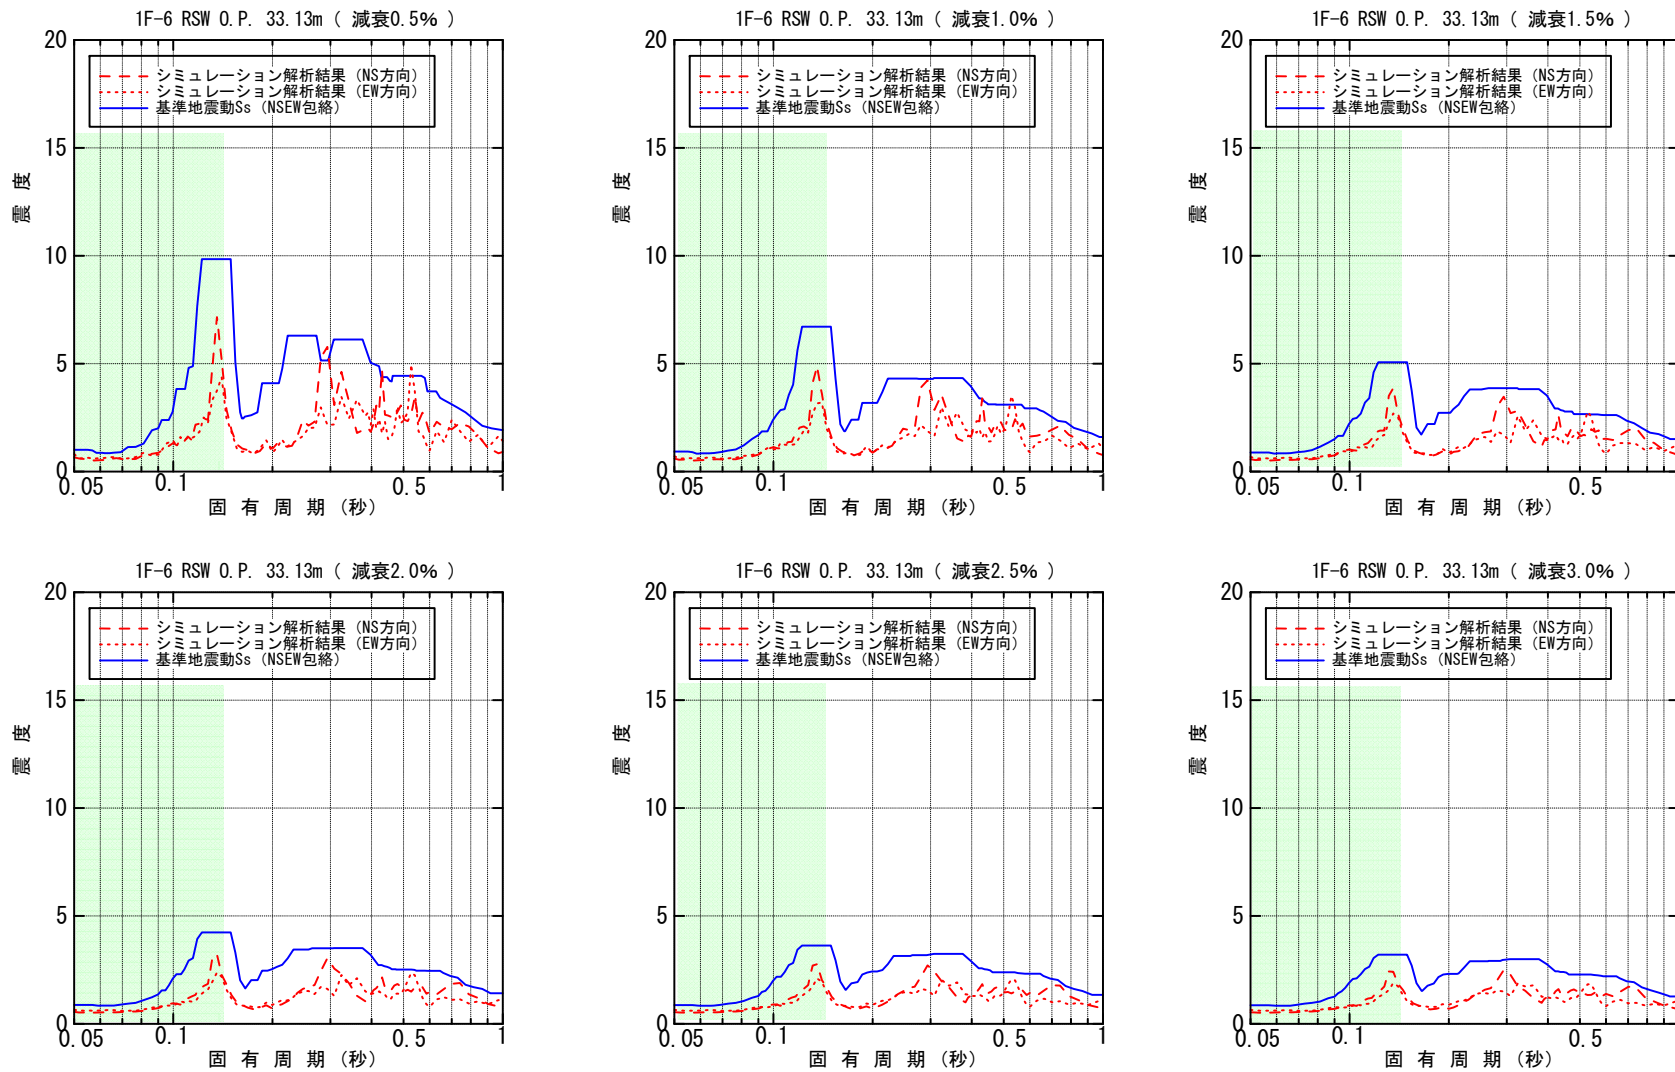 1F-6 RSW O.P. 33.13m ( 減衰0.5% )
20
シミュレーション解析結果 (NS方向)
シミュレーション解析結果 (EW方向)
基準地震動Ss (NSEW包絡)
15
震度
10
5
0
0.05 0.1 0.5 1
固有周期(秒)
1F-6 RSW O.P. 33.13m ( 減衰1.0% )
20
シミュレーション解析結果 (NS方向)
シミュレーション解析結果 (EW方向)
基準地震動Ss (NSEW包絡)
15
震度
10
5
0
0.05 0.1 0.5 1
固有周期(秒)
1F-6 RSW O.P. 33.13m ( 減衰1.5% )
20
シミュレーション解析結果 (NS方向)
シミュレーション解析結果 (EW方向)
基準地震動Ss (NSEW包絡)
15
震度
10
5
0
0.05 0.1 0.5
固有周期(秒)
1F-6 RSW O.P. 33.13m ( 減衰2.0% )
20
シミュレーション解析結果 (NS方向)
シミュレーション解析結果 (EW方向)
基準地震動Ss (NSEW包絡)
15
震度
10
5
0
0.05 0.1 0.5 1
固有周期(秒)
1F-6 RSW O.P. 33.13m ( 減衰2.5% )
20
シミュレーション解析結果 (NS方向)
シミュレーション解析結果 (EW方向)
基準地震動Ss (NSEW包絡)
15
震度
10
5
0
0.05 0.1 0.5 1
固有周期(秒)
1F-6 RSW O.P. 33.13m ( 減衰3.0% )
20
シミュレーション解析結果 (NS方向)
シミュレーション解析結果 (EW方向)
基準地震動Ss (NSEW包絡)
15
震度
10
5
0
0.05 0.1 0.5
固有周期(秒)